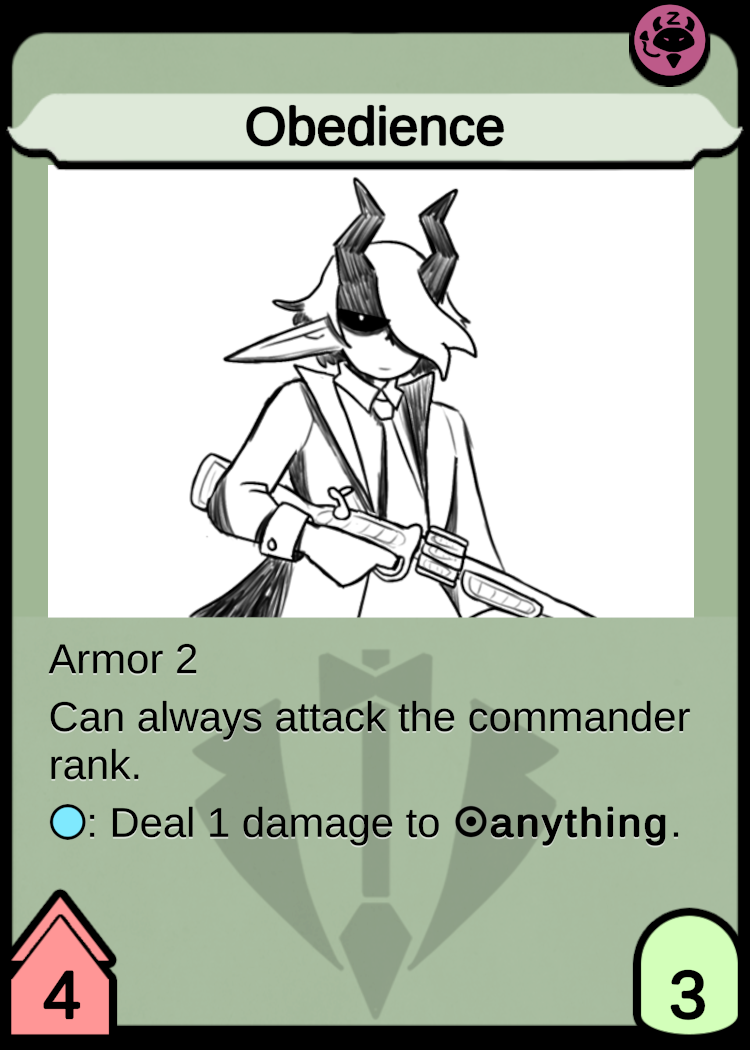 Z
Obedience
Armor 2
Can always attack the commander
rank.
: Deal 1 damage to ⊙anything.
4
3